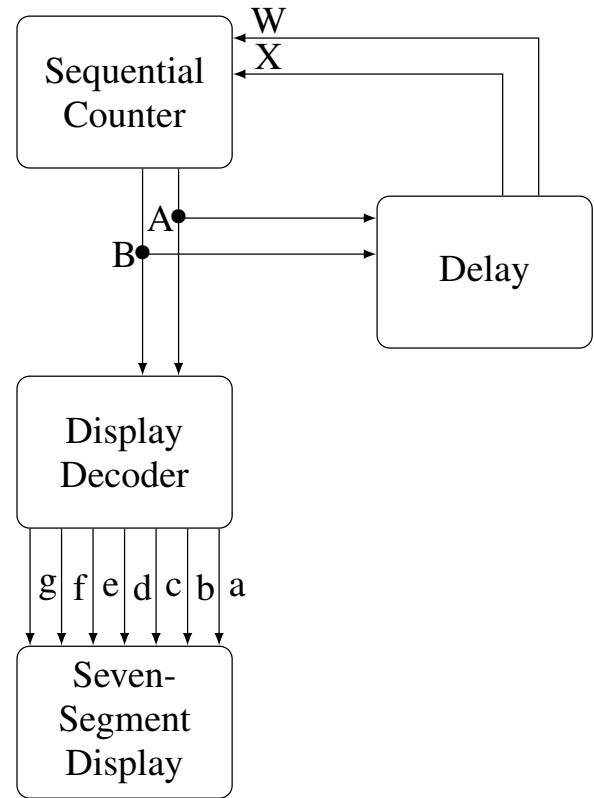 W
Sequential
Counter
X
A
B
Delay
Display
Decoder
g f e d c b a
Seven-
Segment
Display